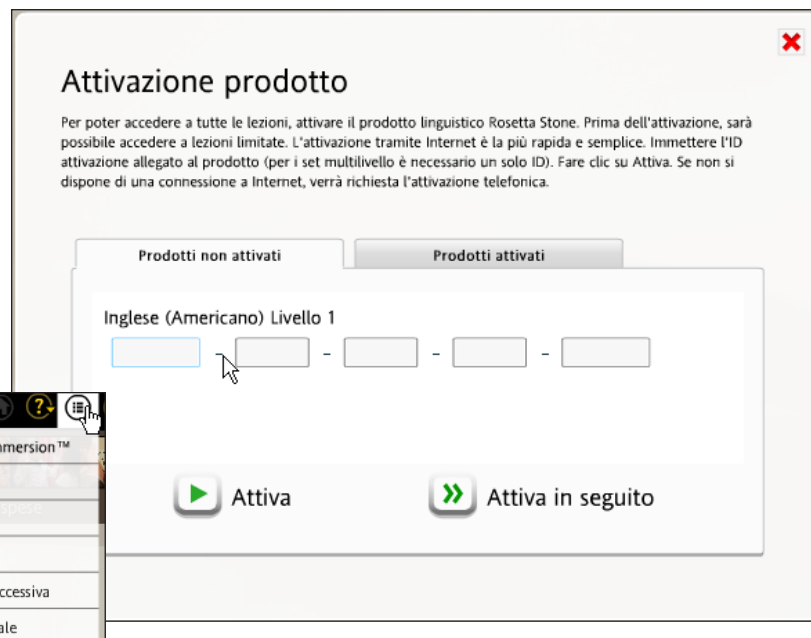 Attivazione prodotto
Per poter accedere a tutte le lezioni, attivare il prodotto linguistico Rosetta Stone. Prima dell'attivazione, sarà
possibile accedere a lezioni limitate. L'attivazione tramite Internet è la più rapida e semplice. Immettere l'ID
attivazione allegato al prodotto (per i set multilivello è necessario un solo ID). Fare clic su Attiva. Se non si
dispone di una connessione a Internet, verrà richiesta l'attivazione telefonica.
Prodotti non attivati Prodotti attivati
Inglese (Americano) Livello 1
- - - -
?
mersion™
Attiva Attiva in seguito
spese
ccessiva
ale